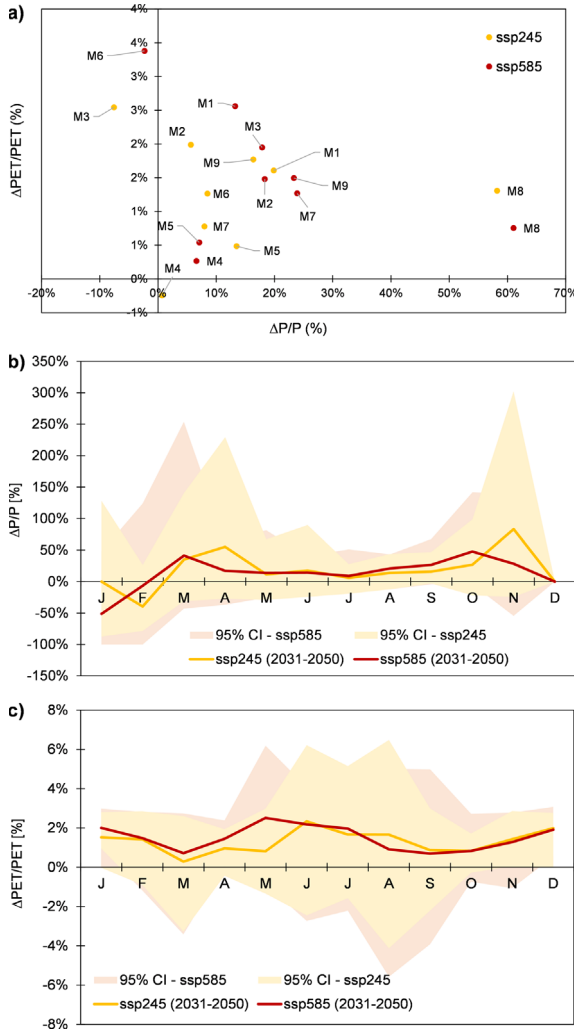 a)
4%
4%
3%
3%
2%
2%
1%
1%
0%
ΔPET/PET (%)
-20%
-10%
0%
10%
20%
30%
40%
50%
60%
70%
ΔP/P (%)
ssp245
ssp585
M6
M3
M1
M2
M3
M9
M1
M6
M2
M9
M7
M8
M7
M5
M5
M8
M4
M4
b)
350%
300%
250%
200%
150%
100%
50%
0%
-50%
-100%
-150%
ΔP/P [%]
J F M A M J J A S O N D
95% CI - ssp585
95% CI - ssp245
ssp245 (2031-2050)
ssp585 (2031-2050)
c)
8%
6%
4%
2%
0%
-2%
-4%
-6%
-8%
ΔPET/PET [%]
J F M A M J J A S O N D
95% CI - ssp585
95% CI - ssp245
ssp245 (2031-2050)
ssp585 (2031-2050)